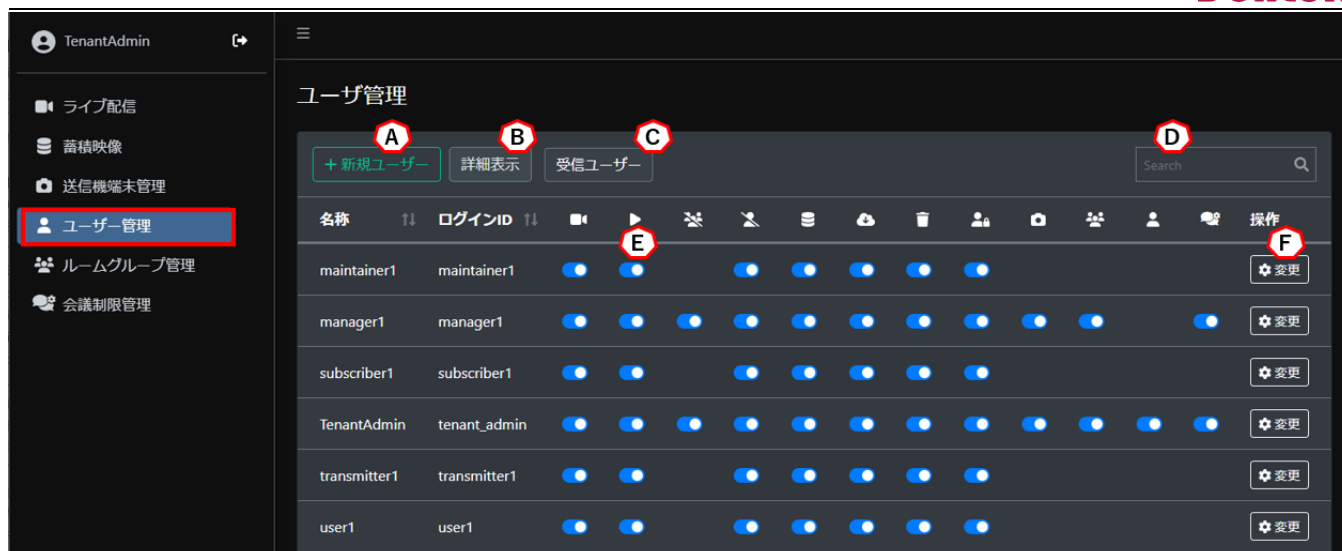 TenantAdmin
ライブ配信
蓄積映像
送信機端末管理
ユーザー管理
ルームグループ管理
会議制限管理
ユーザ管理
A
B
C
D
+新規ユーザー 詳細表示 受信ユーザー Search
名称 ログインID 操作
E
F
maintainer1 maintainer1 変更
manager1 manager1 変更
subscriber1 subscriber1 変更
TenantAdmin tenant_admin 変更
transmitter1 transmitter1 変更
user1 user1 変更